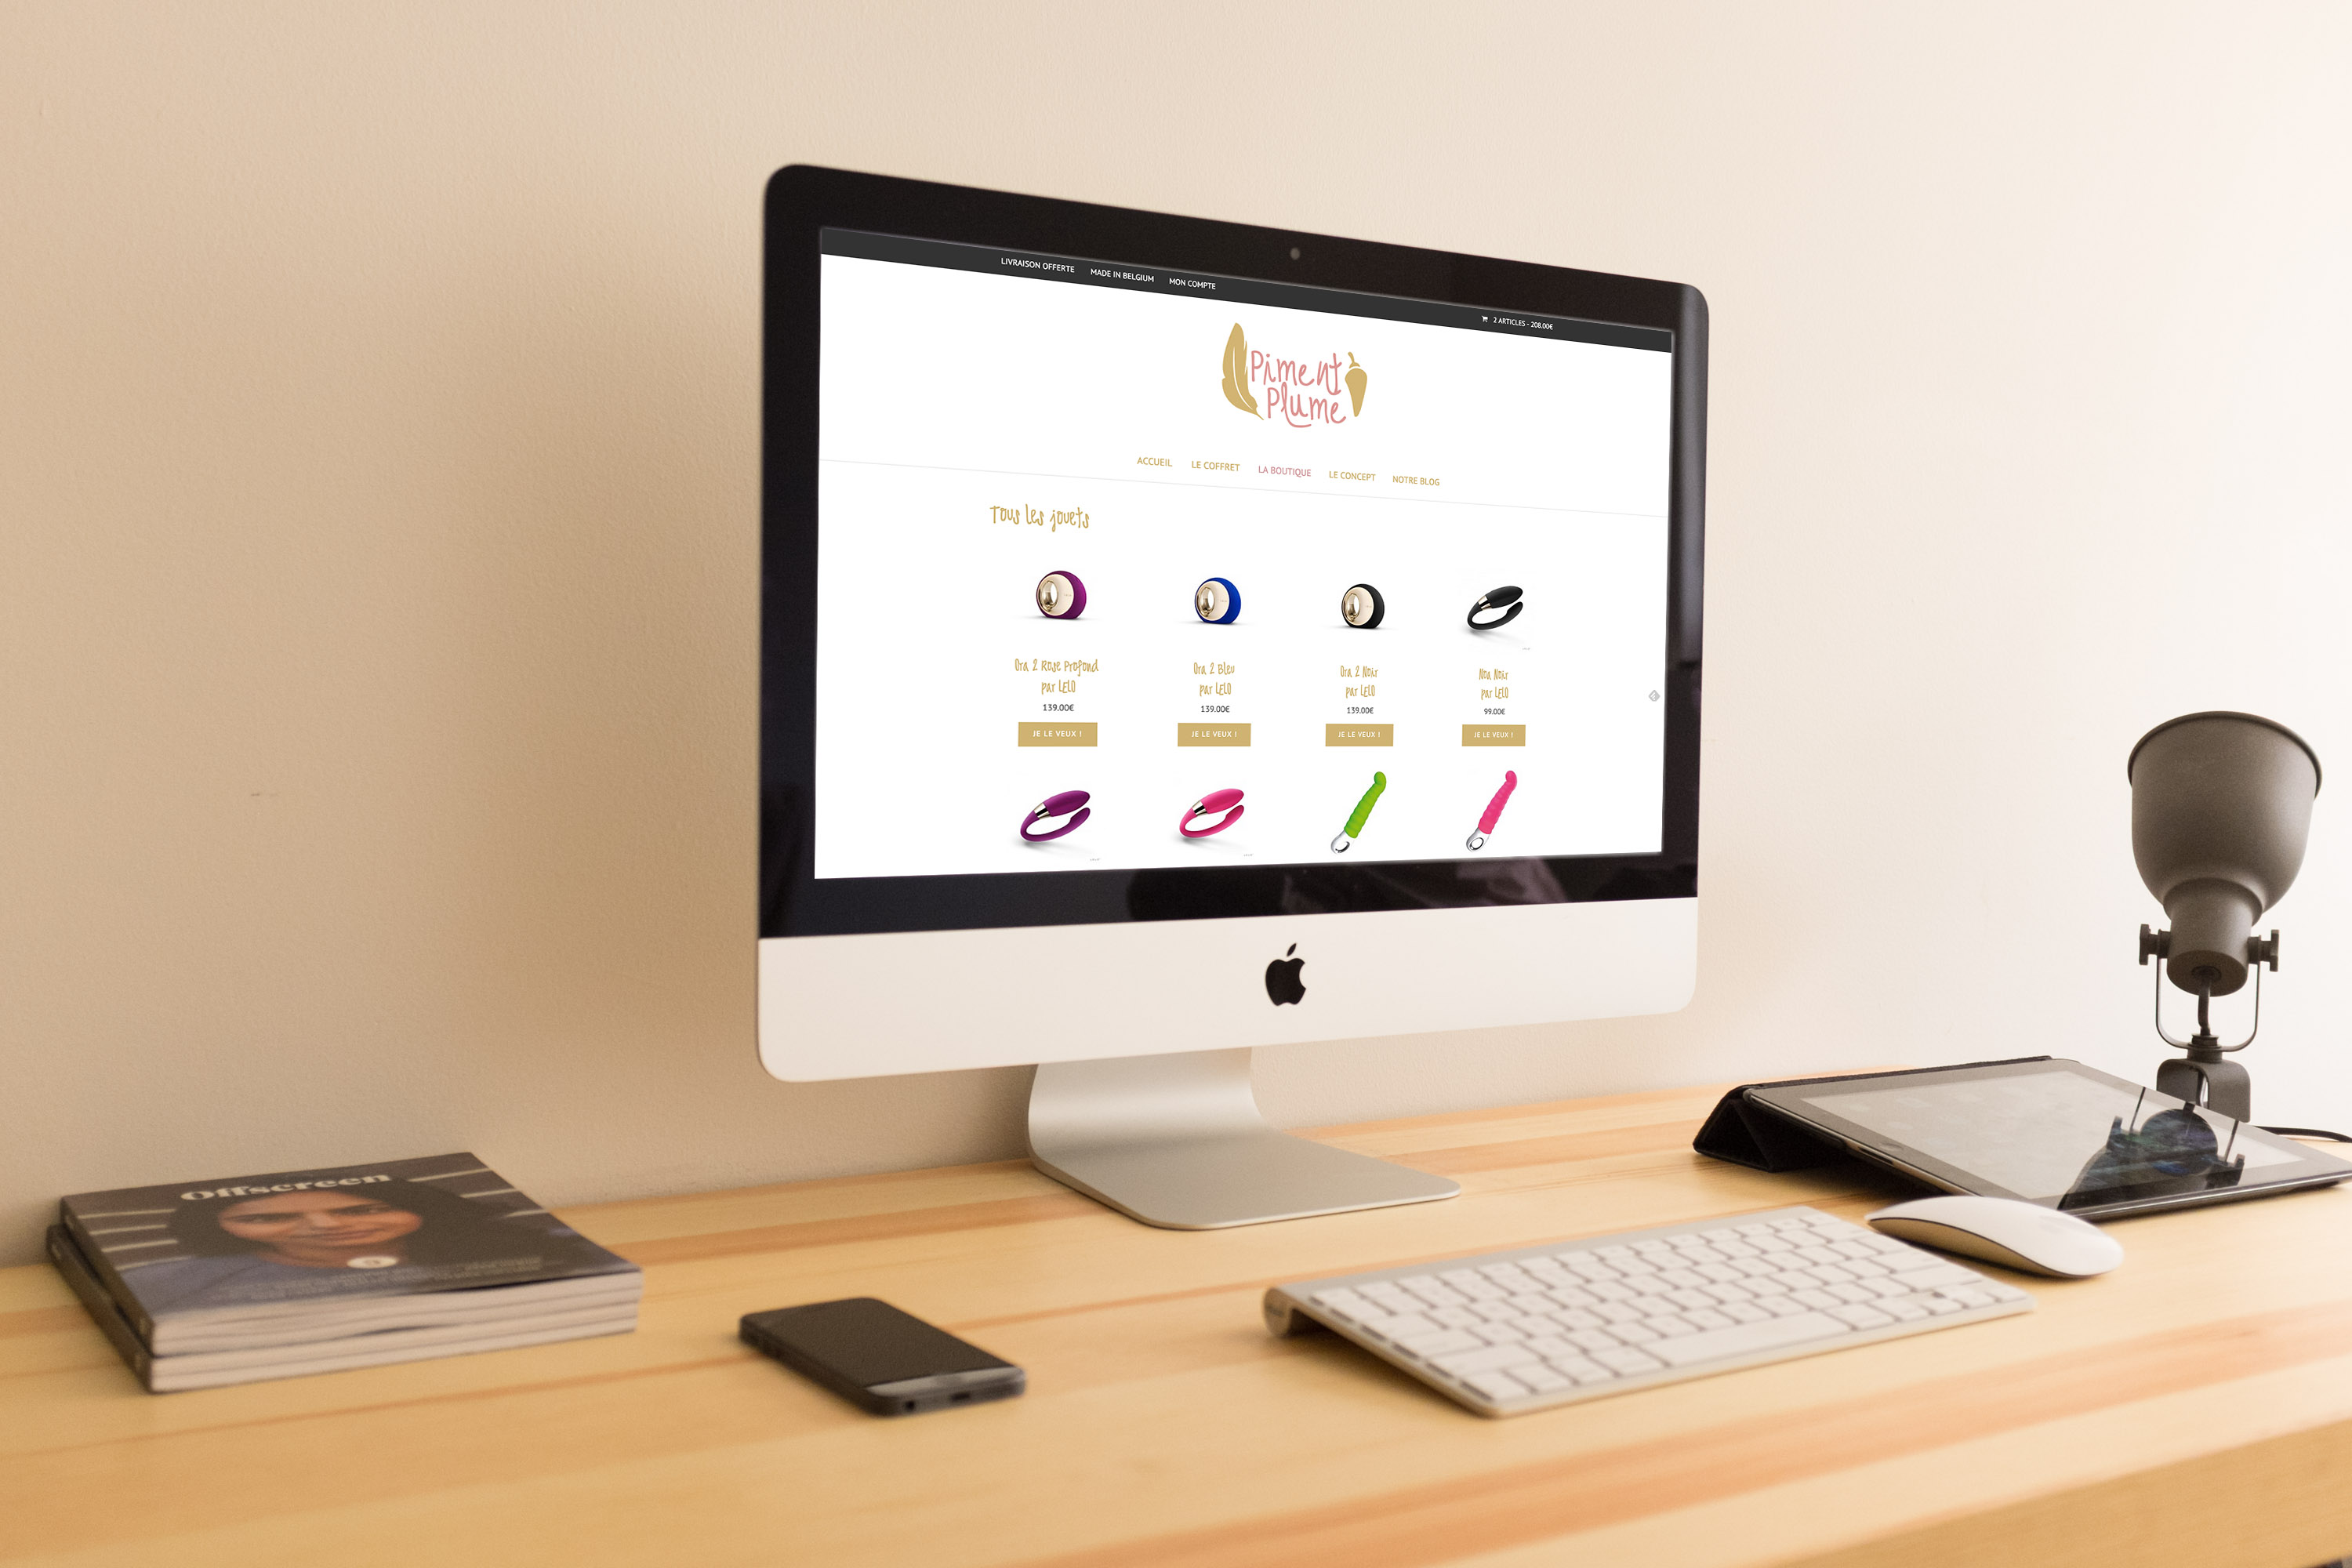 LIVRAISON OFFERTE MADE IN BELGIUM MON COMPTE
2 ARTICLES - 208.00€
Piment
Plume
ACCUEIL LE COFFRET LA BOUTIQUE LE CONCEPT NOTRE BLOG
Tous les jouets
Ora 2 Rose Profond
par LELO
139.00€
JE LE VEUX !
Ora 2 Bleu
par LELO
139.00€
JE LE VEUX !
Ora 2 Noir
par LELO
139.00€
JE LE VEUX !
Noa Noir
par LELO
99.00€
JE LE VEUX !
Offscreen